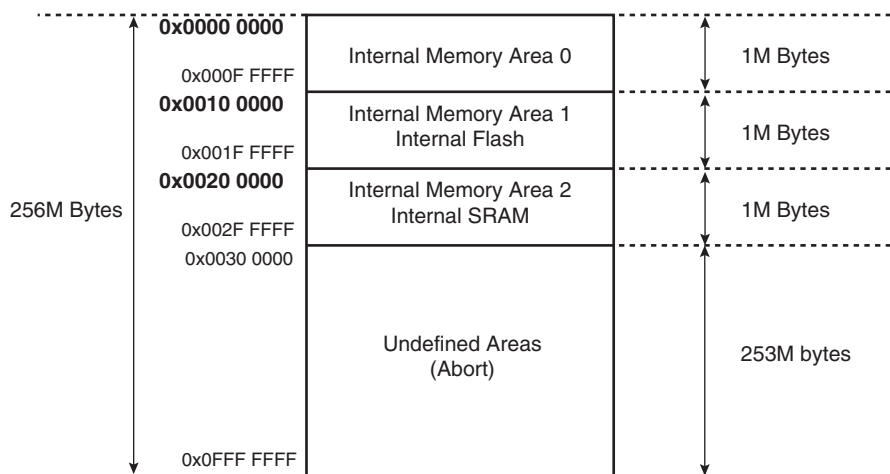 0x0000 0000
Internal Memory Area 0
1M Bytes
0x000F FFFF
0x0010 0000
Internal Memory Area 1
Internal Flash
1M Bytes
0x001F FFFF
0x0020 0000
Internal Memory Area 2
Internal SRAM
256M Bytes
1M Bytes
0x002F FFFF
0x0030 0000
Undefined Areas
(Abort)
253M bytes
0x0FFF FFFF